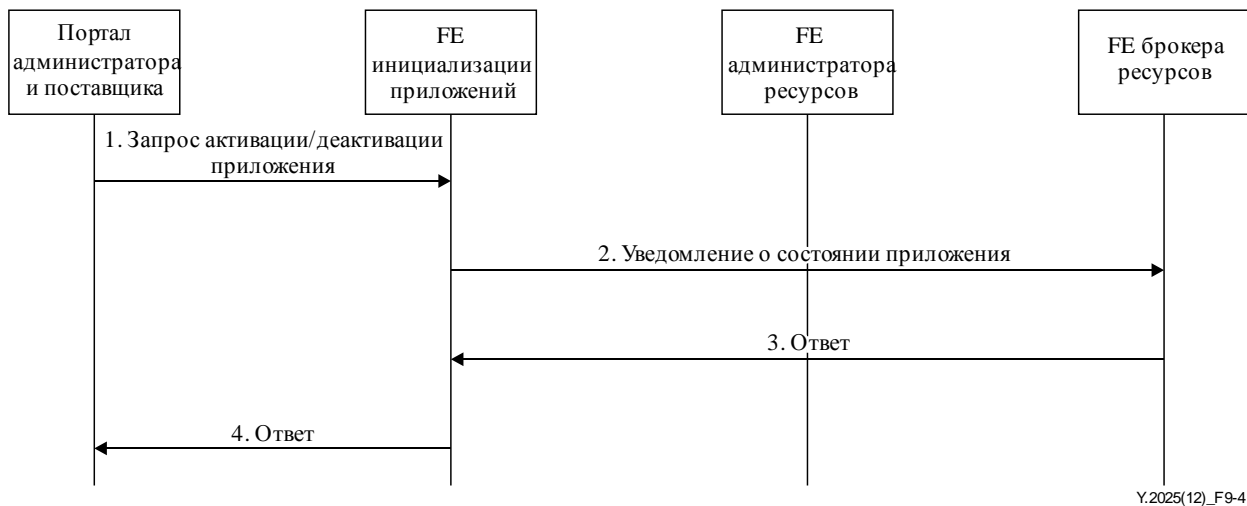 Портал
администратора
и поставщика
FE
инициализации
приложений
FE
администратора
ресурсов
FE брокера
ресурсов
1. Запрос активации/деактивации
приложения
2. Уведомление о состоянии приложения
3. Ответ
4. Ответ
Y.2025(12)_F9-4